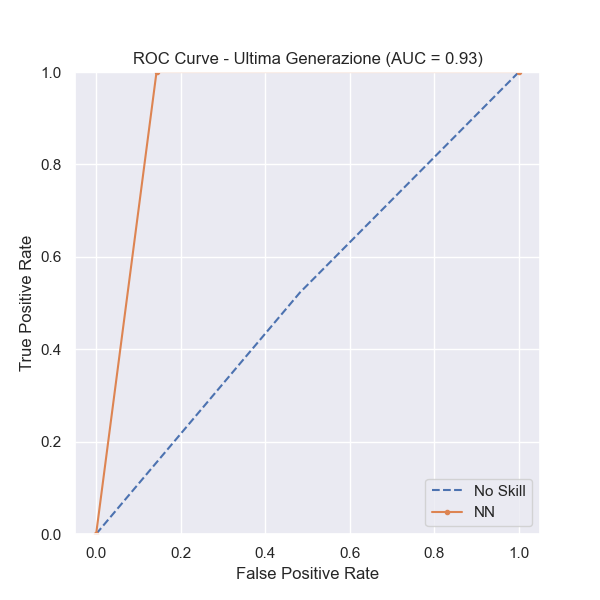 ROC Curve - Ultima Generazione (AUC = 0.93)
1.0
0.8
0.6
0.4
0.2
0.0
True Positive Rate
0.0 0.2 0.4 0.6 0.8 1.0
False Positive Rate
No Skill
NN